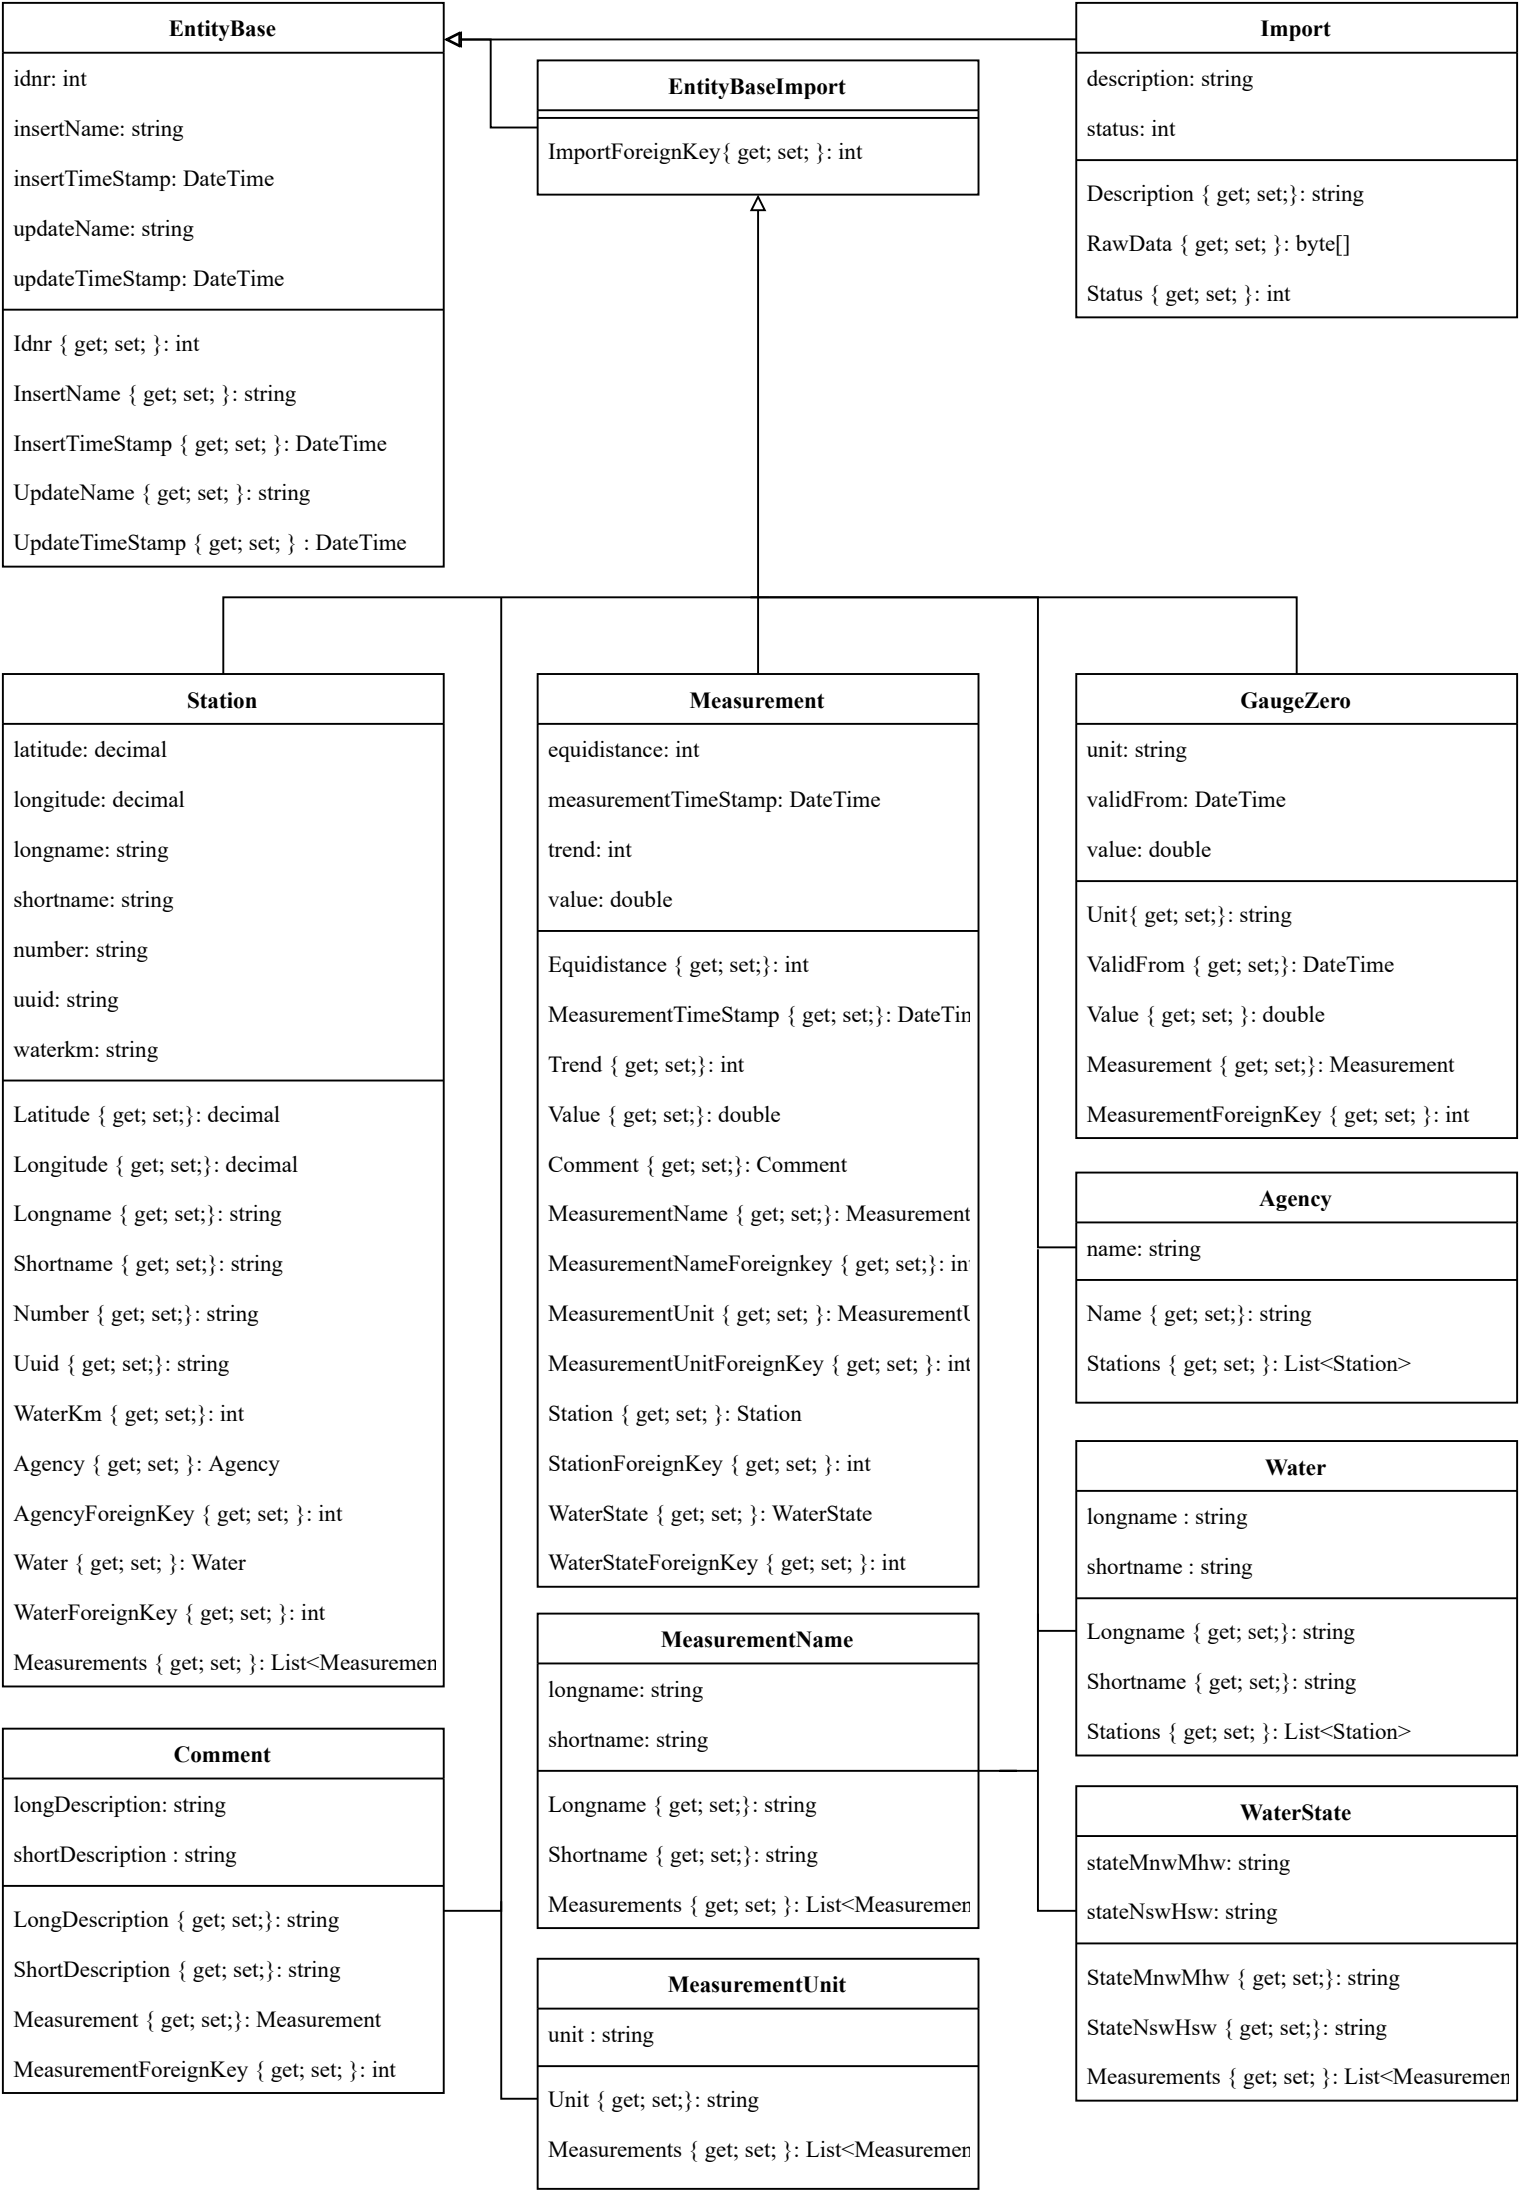 EntityBase
idnr: int
insertName: string
insertTimeStamp: DateTime
updateName: string
updateTimeStamp: DateTime
Idnr { get; set; }: int
InsertName { get; set; }: string
InsertTimeStamp { get; set; }: DateTime
UpdateName { get; set; }: string
UpdateTimeStamp { get; set; } : DateTime
EntityBaseImport
ImportForeignKey{ get; set; }: int
Import
description: string
status: int
Description { get; set;}: string
RawData { get; set; }: byte[]
Status { get; set; }: int
Station
latitude: decimal
longitude: decimal
longname: string
shortname: string
number: string
uuid: string
waterkm: string
Latitude { get; set;}: decimal
Longitude { get; set;}: decimal
Longname { get; set;}: string
Shortname { get; set;}: string
Number { get; set;}: string
Uuid { get; set;}: string
WaterKm { get; set;}: int
Agency { get; set; }: Agency
AgencyForeignKey { get; set; }: int
Water { get; set; }: Water
WaterForeignKey { get; set; }: int
Measurements { get; set; }: List<Measuremen
Comment
longDescription: string
shortDescription : string
LongDescription { get; set;}: string
ShortDescription { get; set;}: string
Measurement { get; set;}: Measurement
MeasurementForeignKey { get; set; }: int
Measurement
equidistance: int
measurementTimeStamp: DateTime
trend: int
value: double
Equidistance { get; set;}: int
MeasurementTimeStamp { get; set;}: DateTim
Trend { get; set;}: int
Value { get; set;}: double
Comment { get; set;}: Comment
MeasurementName { get; set;}: Measurement
MeasurementNameForeignkey { get; set;}: int
MeasurementUnit { get; set; }: MeasurementU
MeasurementUnitForeignKey { get; set; }: int
Station { get; set; }: Station
StationForeignKey { get; set; }: int
WaterState { get; set; }: WaterState
WaterStateForeignKey { get; set; }: int
MeasurementName
longname: string
shortname: string
Longname { get; set;}: string
Shortname { get; set;}: string
Measurements { get; set; }: List<Measuremen
MeasurementUnit
unit : string
Unit { get; set;}: string
Measurements { get; set; }: List<Measuremen
GaugeZero
unit: string
validFrom: DateTime
value: double
Unit{ get; set;}: string
ValidFrom { get; set;}: DateTime
Value { get; set; }: double
Measurement { get; set;}: Measurement
MeasurementForeignKey { get; set; }: int
Agency
name: string
Name { get; set;}: string
Stations { get; set; }: List<Station>
Water
longname : string
shortname : string
Longname { get; set;}: string
Shortname { get; set;}: string
Stations { get; set; }: List<Station>
WaterState
stateMnwMhw: string
stateNswHsw: string
StateMnwMhw { get; set;}: string
StateNswHsw { get; set;}: string
Measurements { get; set; }: List<Measuremen